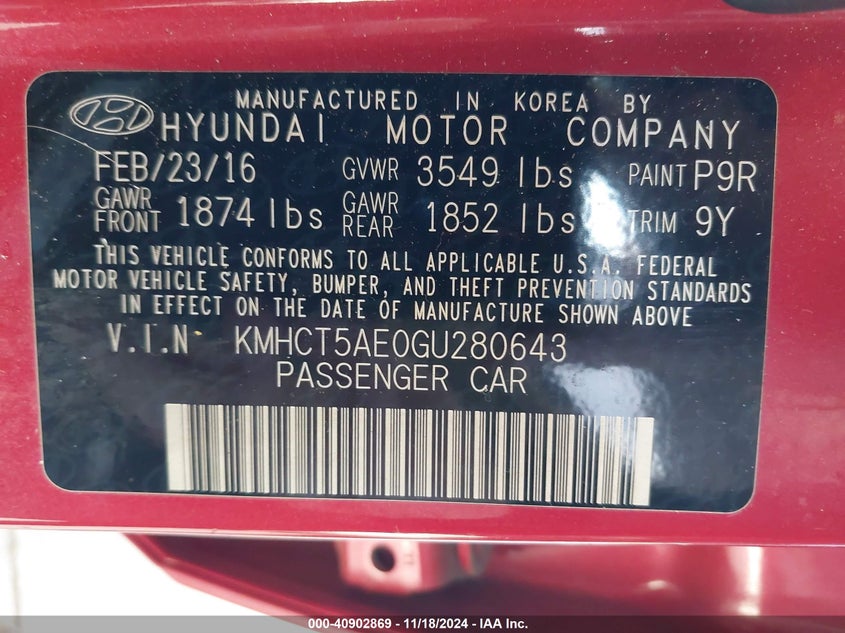 MANUFACTURED IN KOREA BY
HYUNDAI MOTOR COMPANY
FEB/23/16 GVWR 3549 lbs PAINT P9R
GAWR FRONT 1874 lbs GAWR REAR 1852 lbs TRIM 9Y
THIS VEHICLE CONFORMS TO ALL APPLICABLE U.S.A. FEDERAL
MOTOR VEHICLE SAFETY, BUMPER, AND THEFT PREVENTION STANDARDS
IN EFFECT ON THE DATE OF MANUFACTURE SHOWN ABOVE
V.I.N KMHCT5AE0GU280643
PASSENGER CAR
000-40902869 - 11/18/2024 - IAA Inc.